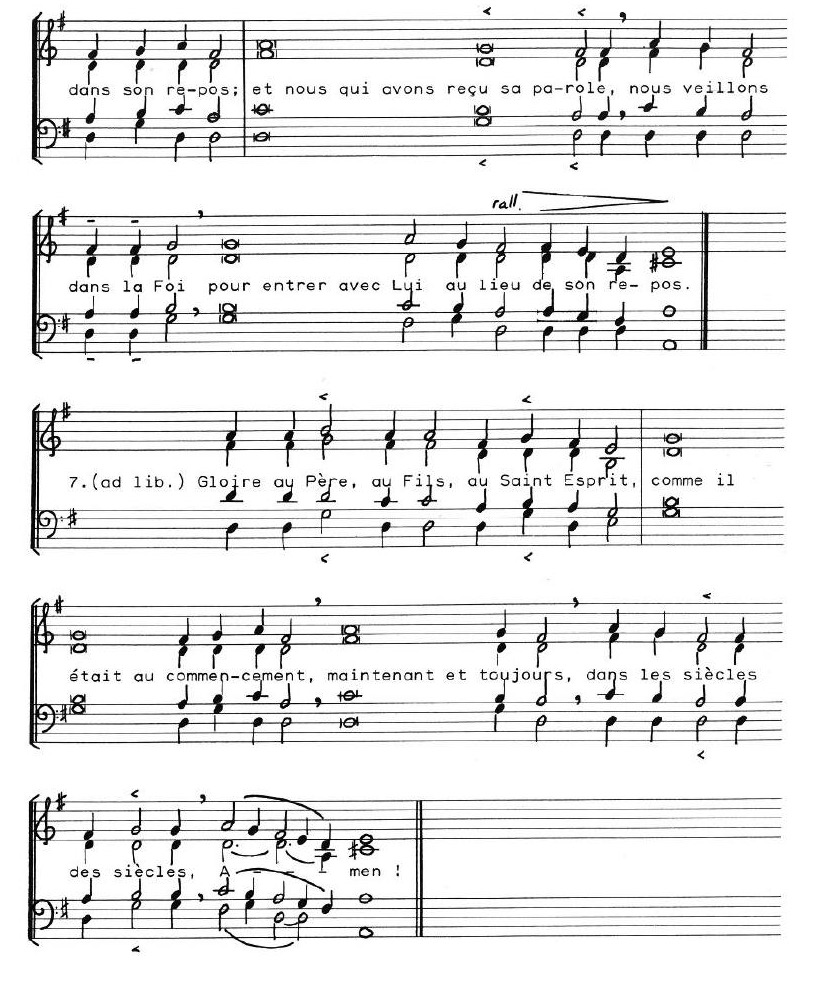 dans son re-pos; et nous qui avons reçu sa pa-role, nous veillons
rall.
dans la Foi pour entrer avec Lui au lieu de son re- pos.
7.(ad lib.) Gloire au Père, au Fils, au Saint Esprit, comme il
était au commen-cement, maintenant et toujours, dans les siècles
des siècles, A - - - men !